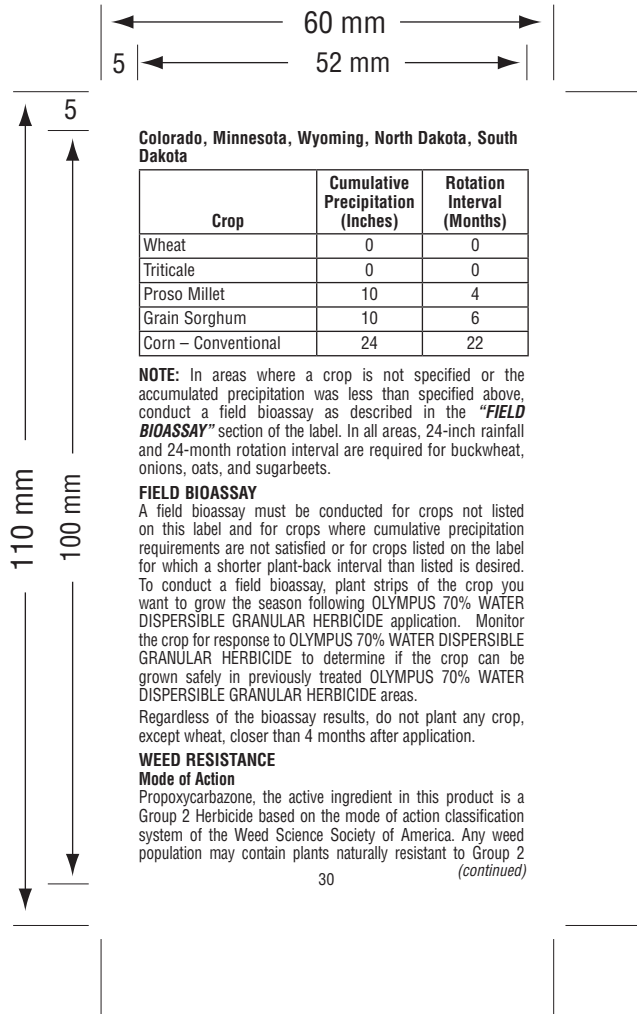 60 mm
5 52 mm
5
110 mm
100 mm
Colorado, Minnesota, Wyoming, North Dakota, South
Dakota
Crop Cumulative Precipitation (Inches) Rotation Interval (Months)
Wheat 0 0
Triticale 0 0
Proso Millet 10 4
Grain Sorghum 10 6
Corn – Conventional 24 22
NOTE: In areas where a crop is not specified or the
accumulated precipitation was less than specified above,
conduct a field bioassay as described in the “FIELD
BIOASSAY” section of the label. In all areas, 24-inch rainfall
and 24-month rotation interval are required for buckwheat,
onions, oats, and sugarbeets.
FIELD BIOASSAY
A field bioassay must be conducted for crops not listed
on this label and for crops where cumulative precipitation
requirements are not satisfied or for crops listed on the label
for which a shorter plant-back interval than listed is desired.
To conduct a field bioassay, plant strips of the crop you
want to grow the season following OLYMPUS 70% WATER
DISPERSIBLE GRANULAR HERBICIDE application. Monitor
the crop for response to OLYMPUS 70% WATER DISPERSIBLE
GRANULAR HERBICIDE to determine if the crop can be
grown safely in previously treated OLYMPUS 70% WATER
DISPERSIBLE GRANULAR HERBICIDE areas.
Regardless of the bioassay results, do not plant any crop,
except wheat, closer than 4 months after application.
WEED RESISTANCE
Mode of Action
Propoxycarbazone, the active ingredient in this product is a
Group 2 Herbicide based on the mode of action classification
system of the Weed Science Society of America. Any weed
population may contain plants naturally resistant to Group 2
(continued)
30